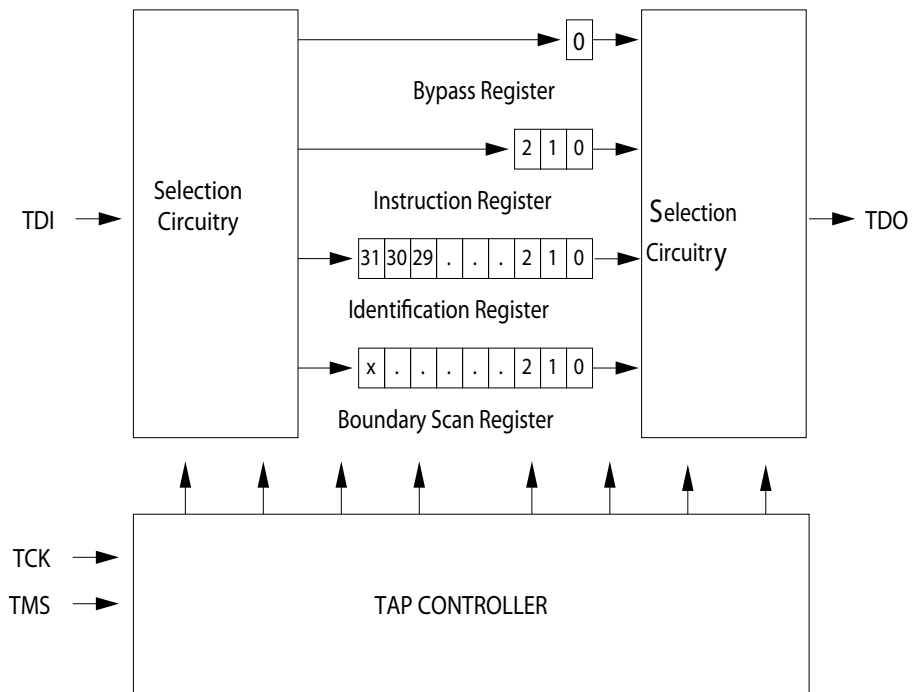 0
Bypass Register
2 1 0
Selection
Circuitry
TDI
Instruction Register
Selection
Circuitry
TDO
31 30 29 . . . 2 1 0
Identification Register
x . . . . . 2 1 0
Boundary Scan Register
TCK
TMS
TAP CONTROLLER